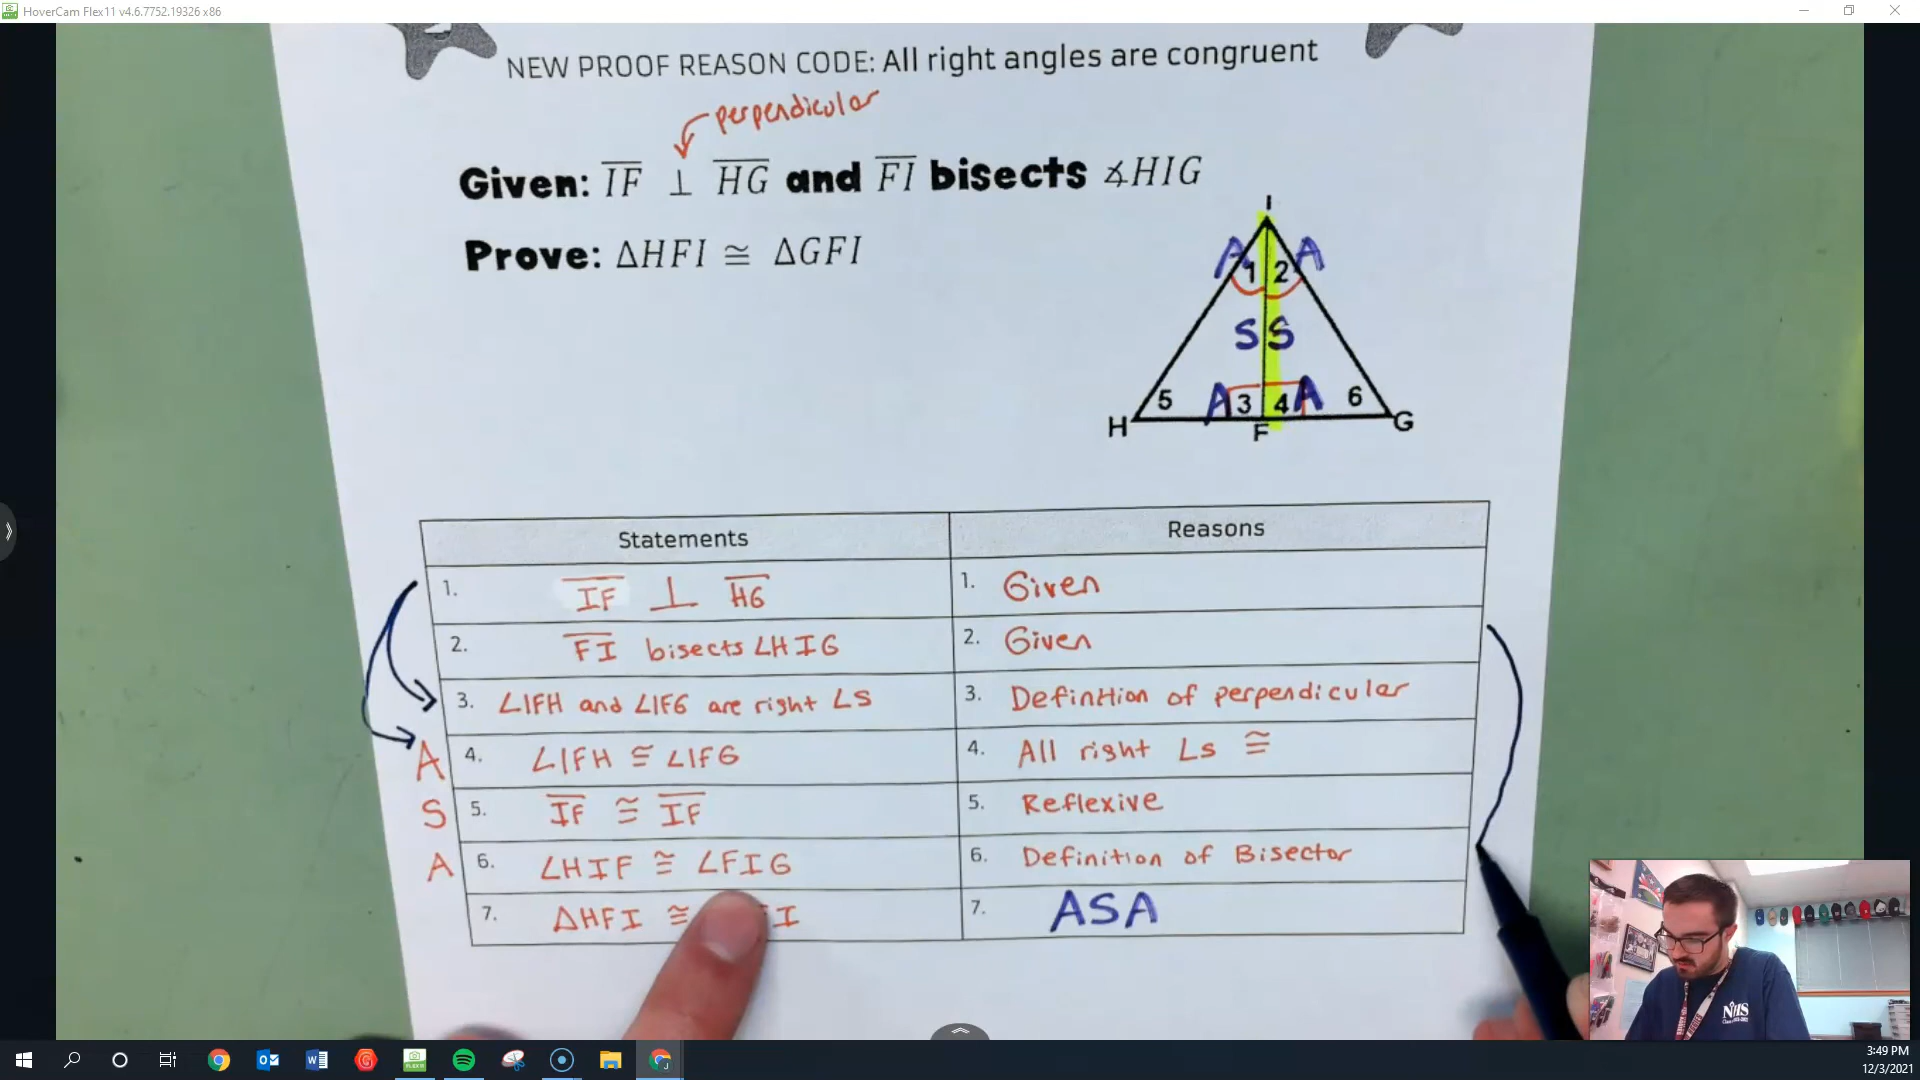 HoverCam Flex11 v4.6.7752.19326 x86
NEW PROOF REASON CODE: All right angles are congruent
perpendicular
Given: IF ⊥ HG and FI bisects ∡HIG
Prove: ΔHFI ≅ ΔGFI
I
A 1 2 A
S S
5 A 3 4 A 6
H F G
Statements Reasons
1. IF ⊥ HG 1. Given
2. FI bisects ∠HIG 2. Given
3. ∠IFH and ∠IFG are right ∠s 3. Definition of perpendicular
A 4. ∠IFH ≅ ∠IFG 4. All right ∠s ≅
S 5. IF ≅ IF 5. Reflexive
A 6. ∠HIF ≅ ∠FIG 6. Definition of Bisector
7. ΔHFI ≅ 7. ASA
NHS
3:49 PM
12/3/2021